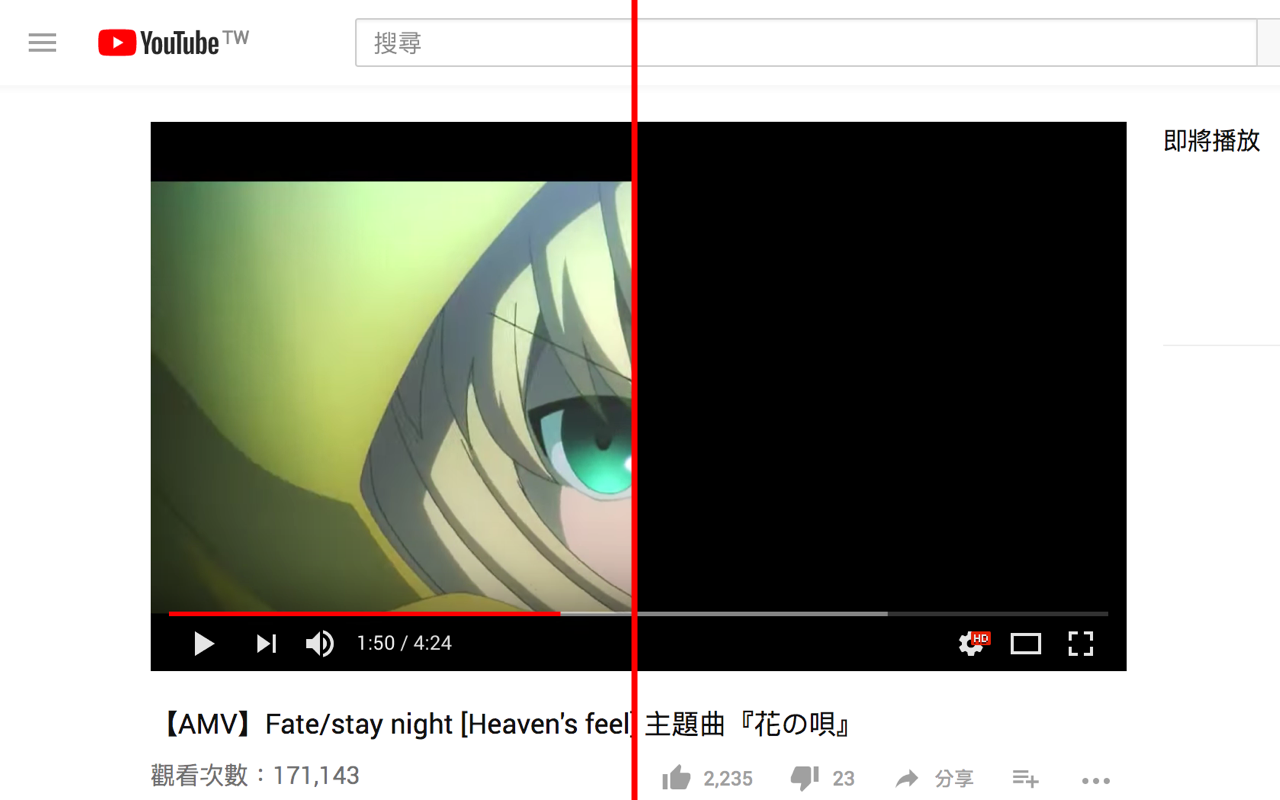 YouTube TW
搜尋
即將播放
1:50 / 4:24
HD
【AMV】Fate/stay night [Heaven's feel] 主題曲『花の唄』
觀看次數：171,143
2,235
23
分享